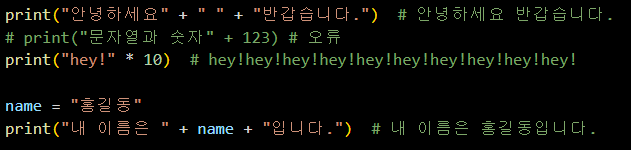 print("안녕하세요" + " " + "반갑습니다.")  # 안녕하세요 반갑습니다.
# print("문자열과 숫자" + 123) # 오류
print("hey!" * 10)  # hey!hey!hey!hey!hey!hey!hey!hey!hey!hey!

name = "홍길동"
print("내 이름은 " + name + "입니다.")  # 내 이름은 홍길동입니다.